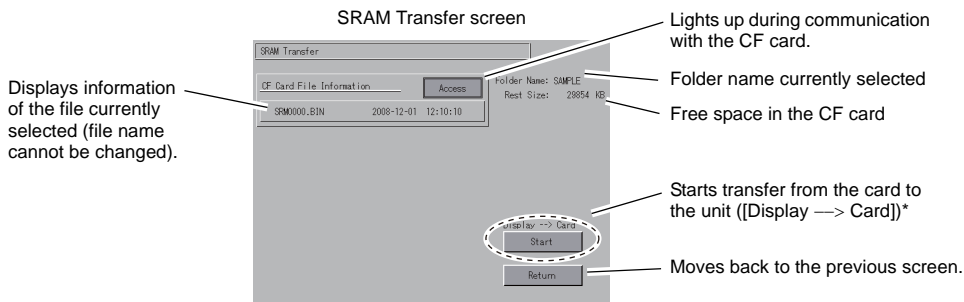 SRAM Transfer screen
Lights up during communication
with the CF card.
SRAM Transfer
CF Card File Information
Access
Folder Name: SAMPLE
Rest Size: 29854 KB
SRM0000.BIN 2008-12-01 12:10:10
Folder name currently selected
Free space in the CF card
Displays information
of the file currently
selected (file name
cannot be changed).
Starts transfer from the card to
the unit ([Display —> Card])*
Display --> Card
Start
Return
Moves back to the previous screen.